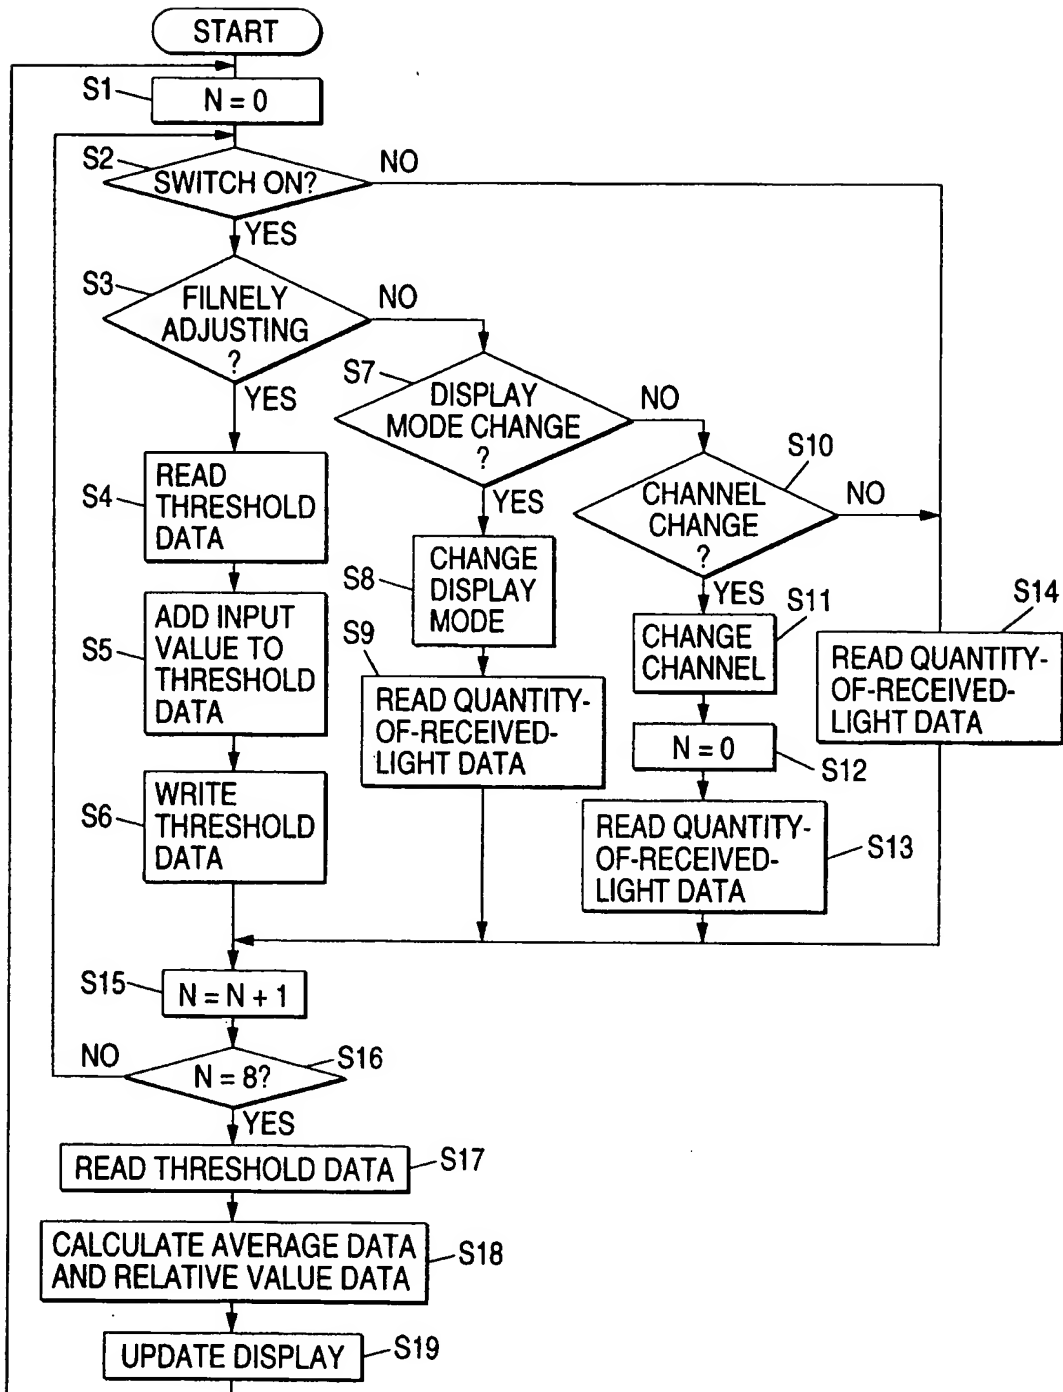 START
S1
N = 0
S2
SWITCH ON?
NO
YES
S3
FILNELY
ADJUSTING
?
NO
YES
S7
DISPLAY
MODE CHANGE
?
NO
YES
S10
CHANNEL
CHANGE
?
NO
YES
S4
READ
THRESHOLD
DATA
S8
CHANGE
DISPLAY
MODE
S11
CHANGE
CHANNEL
S14
READ QUANTITY-
OF-RECEIVED-
LIGHT DATA
S5
ADD INPUT
VALUE TO
THRESHOLD
DATA
S9
READ QUANTITY-
OF-RECEIVED-
LIGHT DATA
N = 0
S12
S6
WRITE
THRESHOLD
DATA
READ QUANTITY-
OF-RECEIVED-
LIGHT DATA
S13
S15
N = N + 1
NO
N = 8?
S16
YES
READ THRESHOLD DATA
S17
CALCULATE AVERAGE DATA
AND RELATIVE VALUE DATA
S18
UPDATE DISPLAY
S19